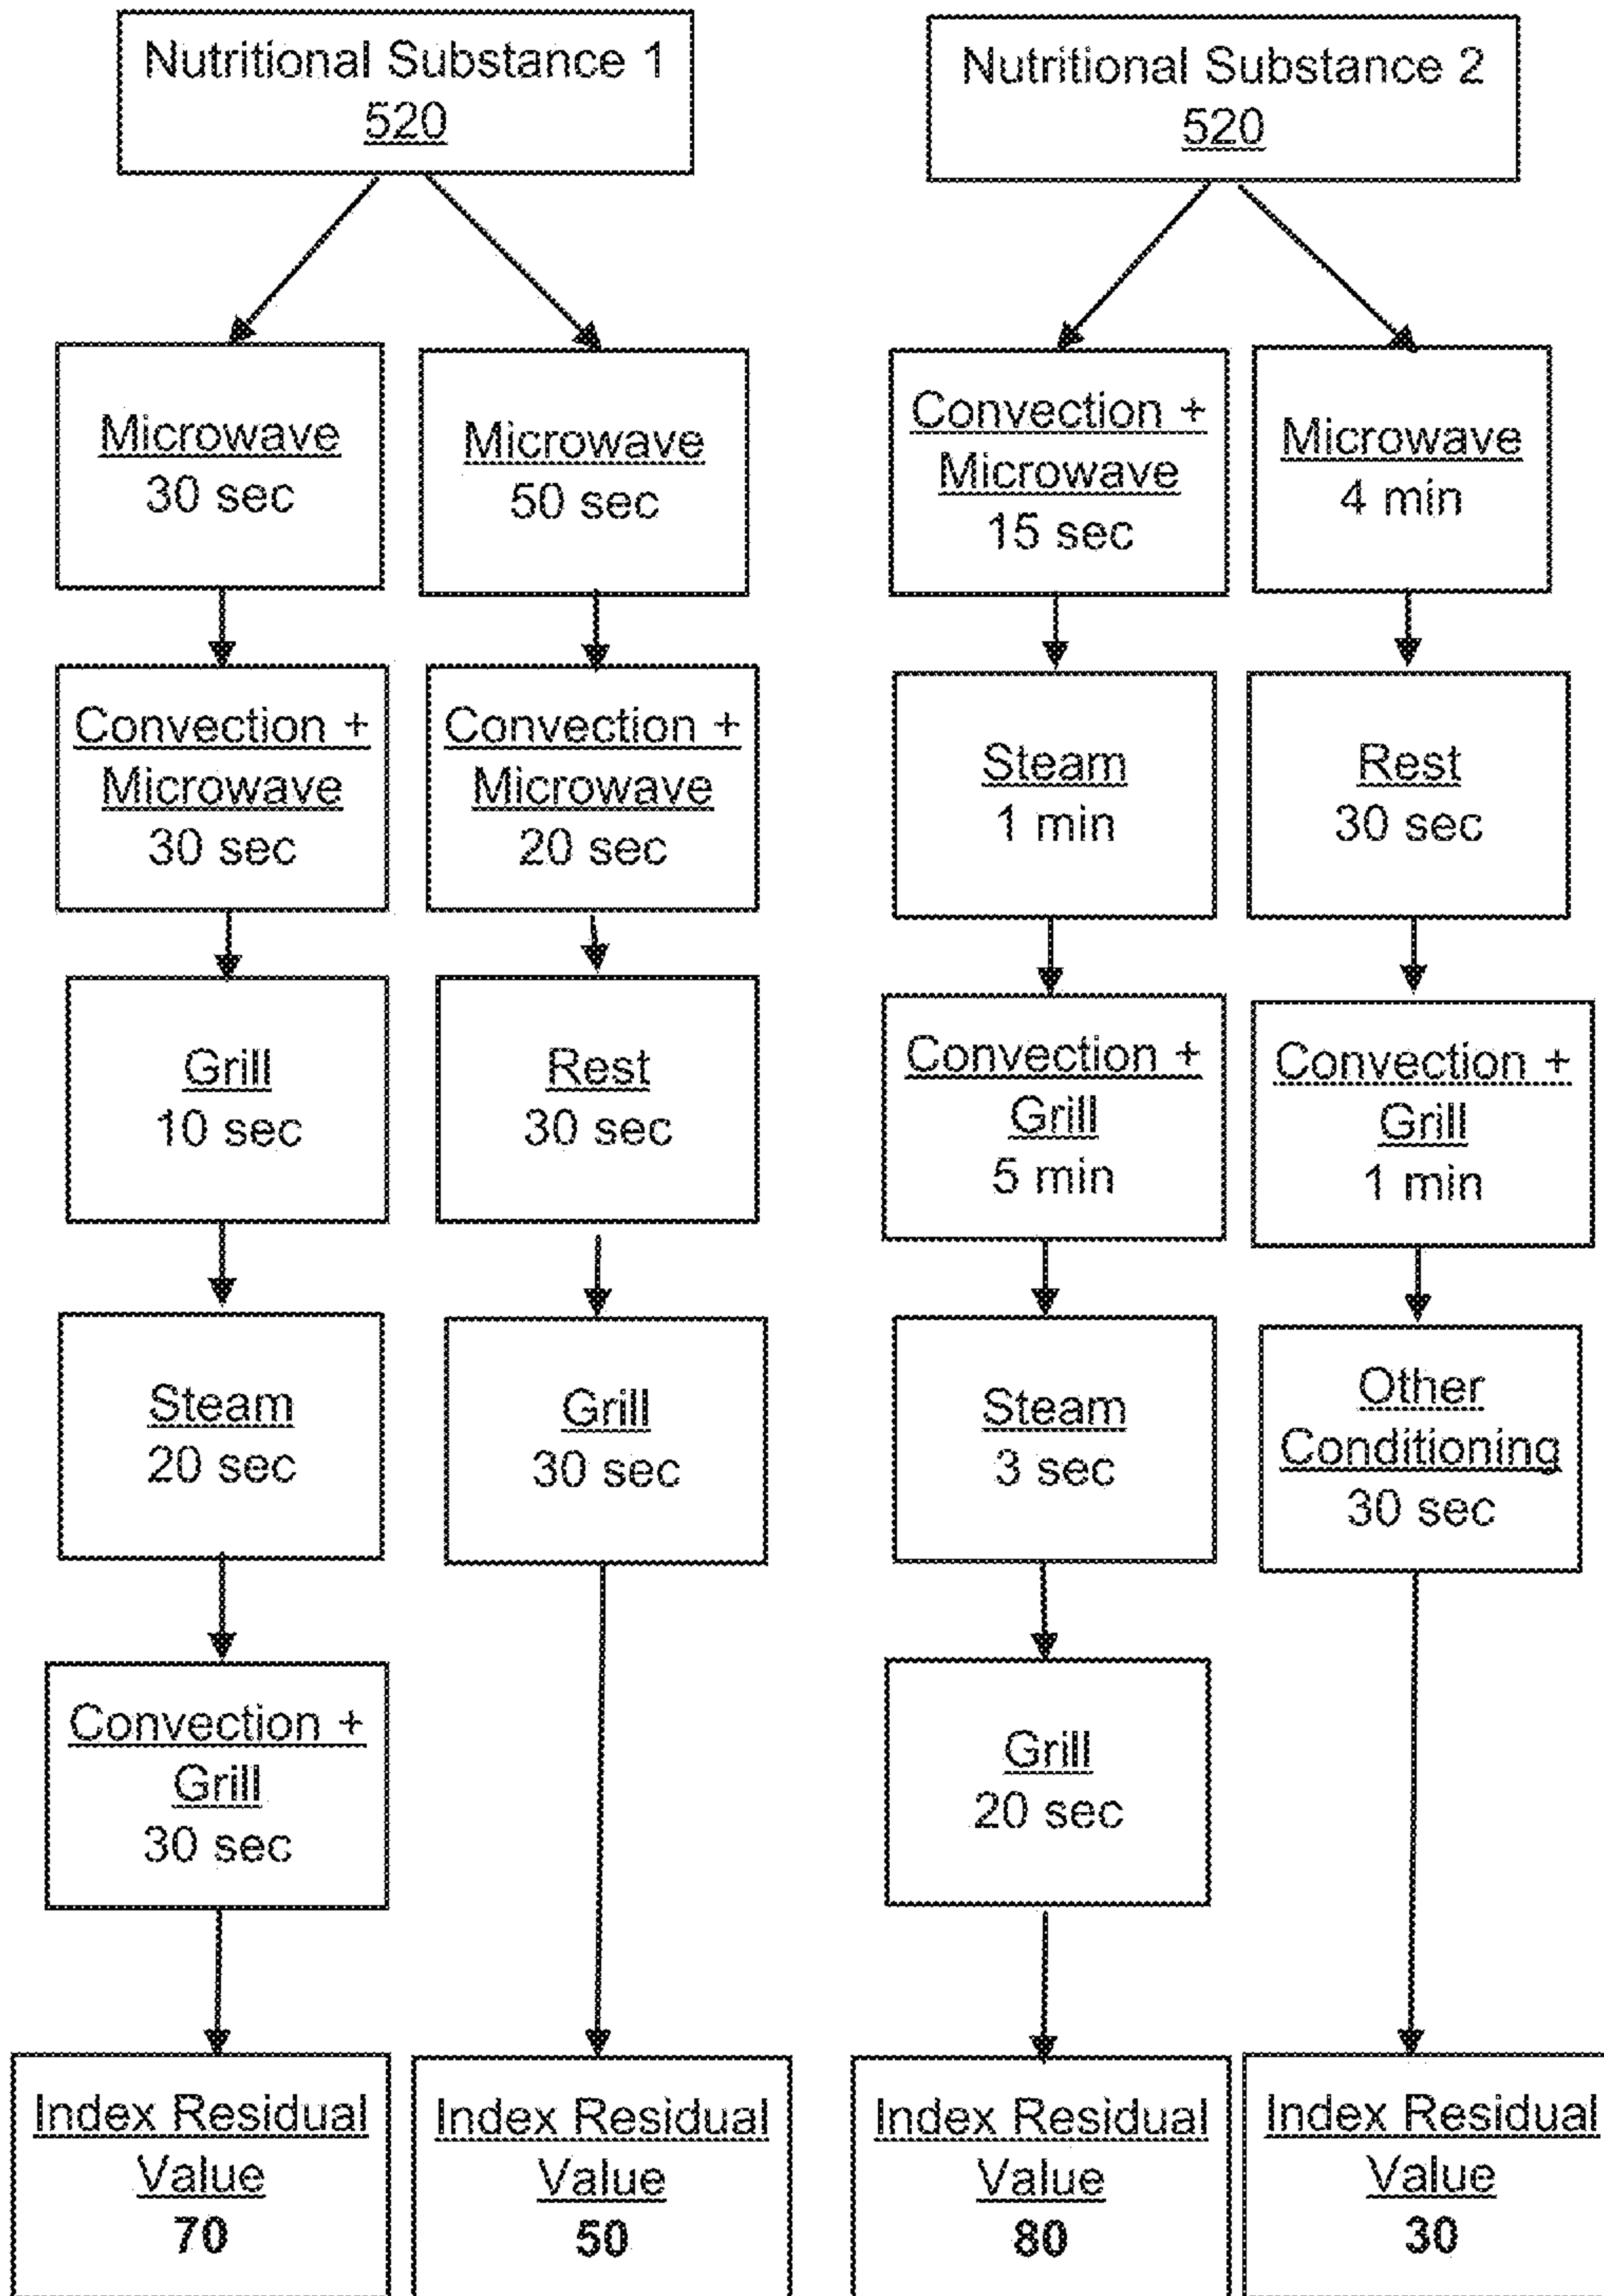 Nutritional Substance 1
520
Microwave
30 sec
Convection +
Microwave
30 sec
Grill
10 sec
Steam
20 sec
Convection +
Grill
30 sec
Index Residual
Value
70
Microwave
50 sec
Convection +
Microwave
20 sec
Rest
30 sec
Grill
30 sec
Index Residual
Value
50
Nutritional Substance 2
520
Convection +
Microwave
15 sec
Steam
1 min
Convection +
Grill
5 min
Steam
3 sec
Grill
20 sec
Index Residual
Value
80
Microwave
4 min
Rest
30 sec
Convection +
Grill
1 min
Other
Conditioning
30 sec
Index Residual
Value
30